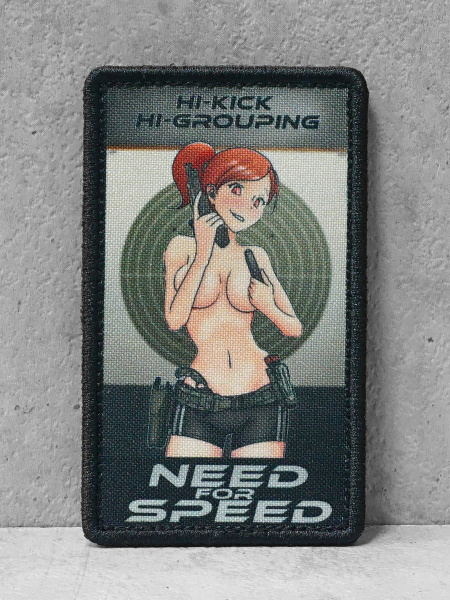 HI-KICK
HI-GROUPING
NEED
FOR
SPEED